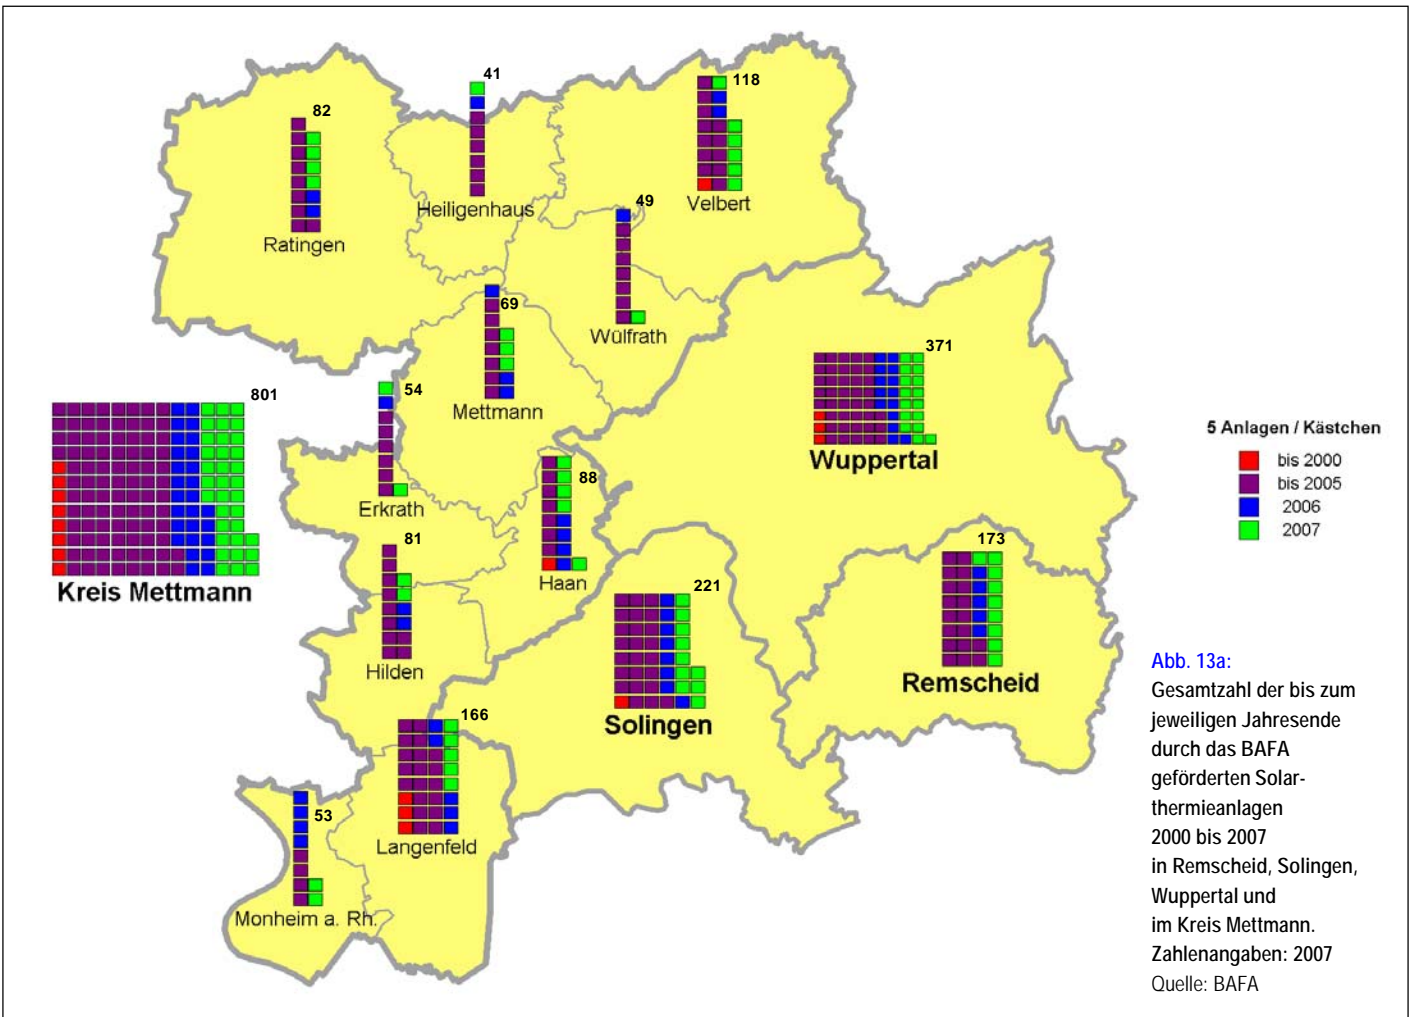 41
118
82
Heiligenhaus
49
Velbert
Ratingen
69
Wülfrath
371
801
54
Mettmann
5 Anlagen / Kästchen
bis 2000
bis 2005
2006
2007
Wuppertal
88
Erkrath
81
173
Kreis Mettmann
Haan
221
Hilden
Remscheid
166
Solingen
53
Langenfeld
Monheim a. Rh.
Abb. 13a:
Gesamtzahl der bis zum
jeweiligen Jahresende
durch das BAFA
geförderten Solar-
thermieanlagen
2000 bis 2007
in Remscheid, Solingen,
Wuppertal und
im Kreis Mettmann.
Zahlenangaben: 2007
Quelle: BAFA